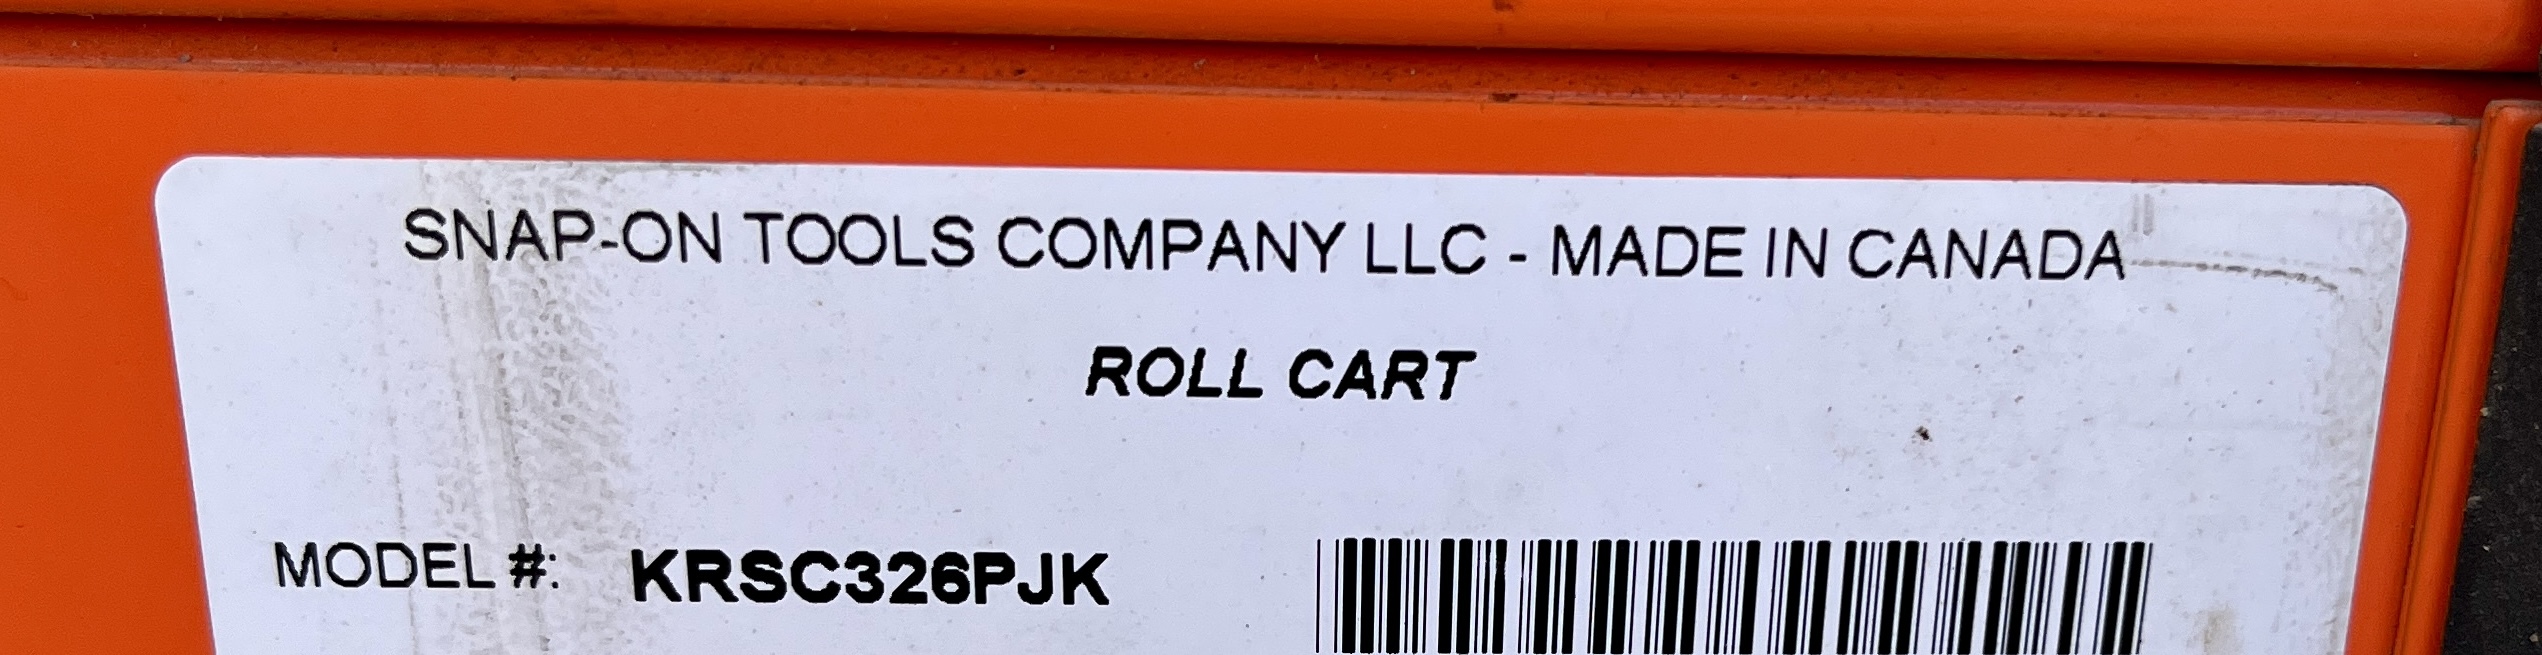 SNAP-ON TOOLS COMPANY LLC - MADE IN CANADA
ROLL CART
MODEL #: KRSC326PJK